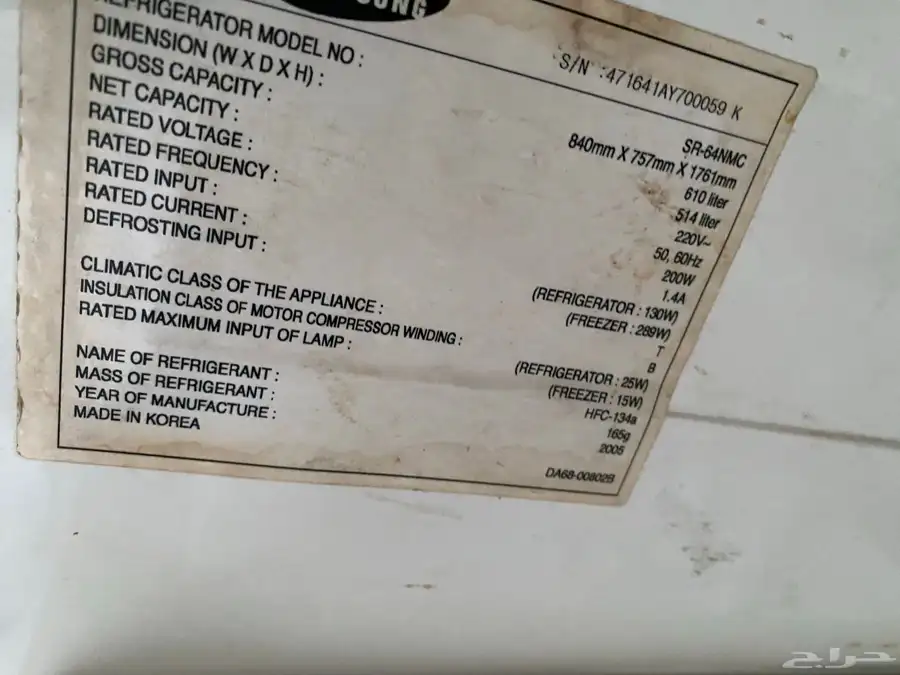 SUNG
S/N : 471641AY700059 K
REFRIGERATOR MODEL NO : SR-64NMC
DIMENSION (W X D X H) : 840mm X 757mm X 1761mm
GROSS CAPACITY : 610 liter
NET CAPACITY : 514 liter
RATED VOLTAGE : 220V~
RATED FREQUENCY : 50, 60Hz
RATED INPUT : 200W
RATED CURRENT : 1.4A
DEFROSTING INPUT : (REFRIGERATOR : 130W)
(FREEZER : 289W)
CLIMATIC CLASS OF THE APPLIANCE : T
INSULATION CLASS OF MOTOR COMPRESSOR WINDING : B
RATED MAXIMUM INPUT OF LAMP : (REFRIGERATOR : 25W)
(FREEZER : 15W)
NAME OF REFRIGERANT : HFC-134a
MASS OF REFRIGERANT : 165g
YEAR OF MANUFACTURE : 2005
MADE IN KOREA
DA68-00802B
حراج